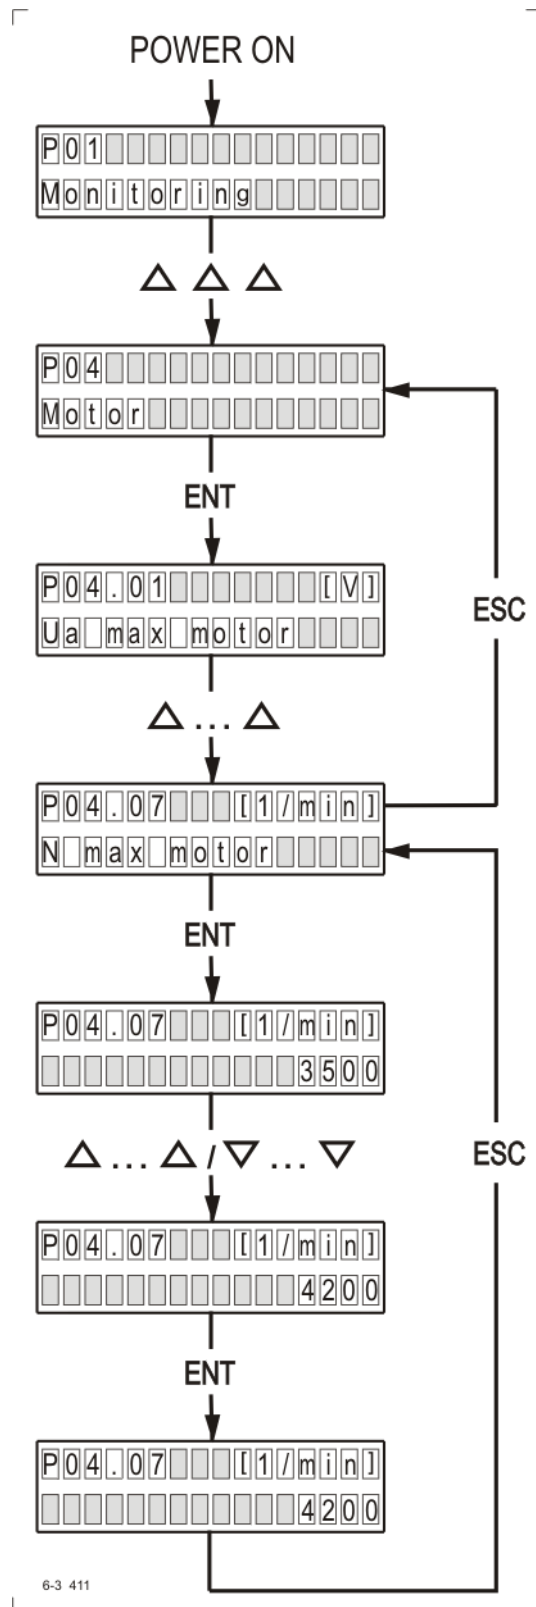 POWER ON
P01
Monitoring
△ △ △
P04
Motor
ENT
P04.01 [V]
Ua max motor
ESC
△ ... △
P04.07 [1/min]
N max motor
ENT
P04.07 [1/min]
3500
△ ... △ / ▽ ... ▽
ESC
P04.07 [1/min]
4200
ENT
P04.07 [1/min]
4200
6-3 411